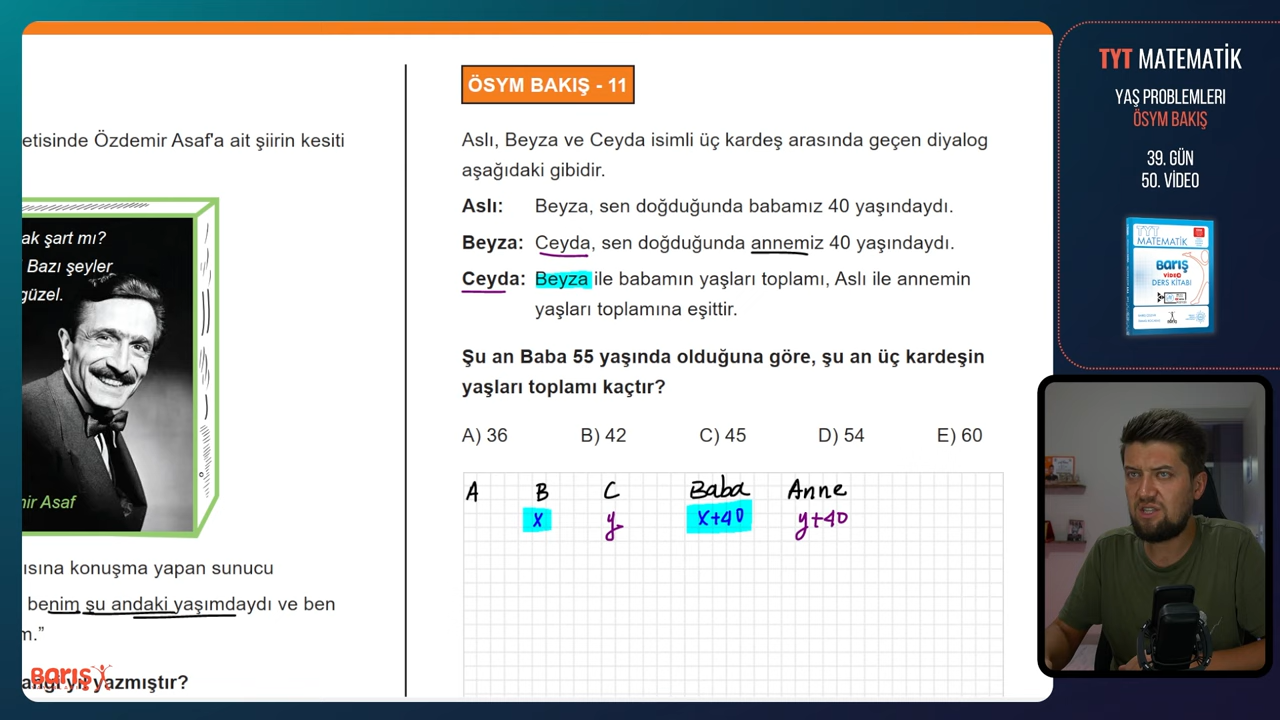 etisinde Özdemir Asaf'a ait şiirin kesiti
ak şart mı?
Bazı şeyler
güzel.
nir Asaf
ısına konuşma yapan sunucu
benim şu andaki yaşımdaydı ve ben
m.”
Barış
angi yıl yazmıştır?
ÖSYM BAKIŞ - 11
Aslı, Beyza ve Ceyda isimli üç kardeş arasında geçen diyalog
aşağıdaki gibidir.
Aslı: Beyza, sen doğduğunda babamız 40 yaşındaydı.
Beyza: Ceyda, sen doğduğunda annemiz 40 yaşındaydı.
Ceyda: Beyza ile babamın yaşları toplamı, Aslı ile annemin
yaşları toplamına eşittir.
Şu an Baba 55 yaşında olduğuna göre, şu an üç kardeşin
yaşları toplamı kaçtır?
A) 36 B) 42 C) 45 D) 54 E) 60
A B C Baba Anne
x y x+40 y+40
TYT MATEMATİK
YAŞ PROBLEMLERI
ÖSYM BAKIŞ
39. GÜN
50. VİDEO
TYT
MATEMATİK
Barış
VİDEO
DERS KİTABI